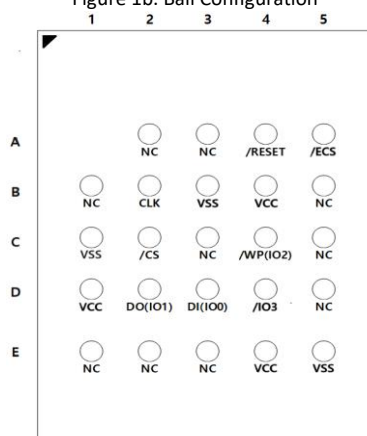 Figure 1b. Ball Configuration
1 2 3 4 5
A
NC NC /RESET /ECS
B
NC CLK VSS VCC NC
C
VSS /CS NC /WP(IO2) NC
D
VCC DO(IO1) DI(IO0) /IO3 NC
E
NC NC NC VCC VSS